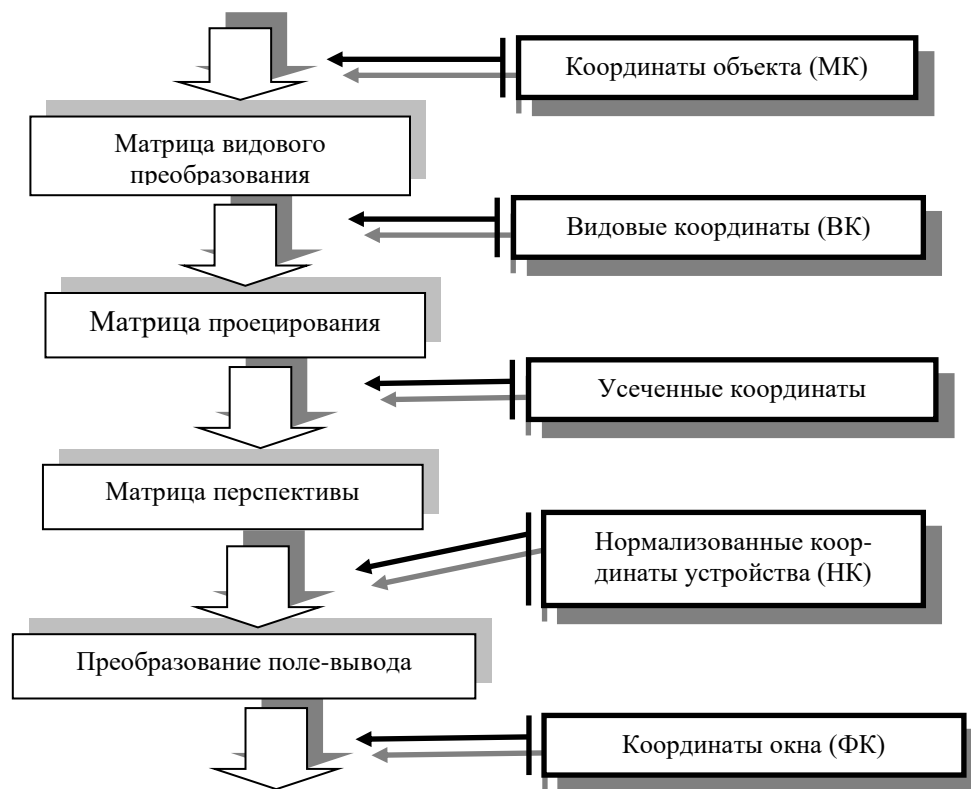 Координаты объекта (МК)
Матрица видового
преобразования
Видовые координаты (ВК)
Матрица проецирования
Усеченные координаты
Матрица перспективы
Нормализованные коор-
динаты устройства (НК)
Преобразование поле-вывода
Координаты окна (ФК)